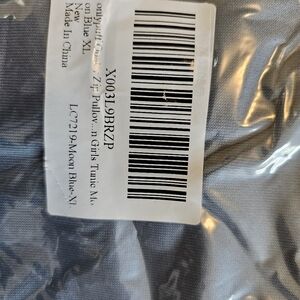 X003L9BRZP
Zip Pullov... n Girls Tunic Mo
on Blue XL
New
Made In China
LC7219-Moon Blue-XL